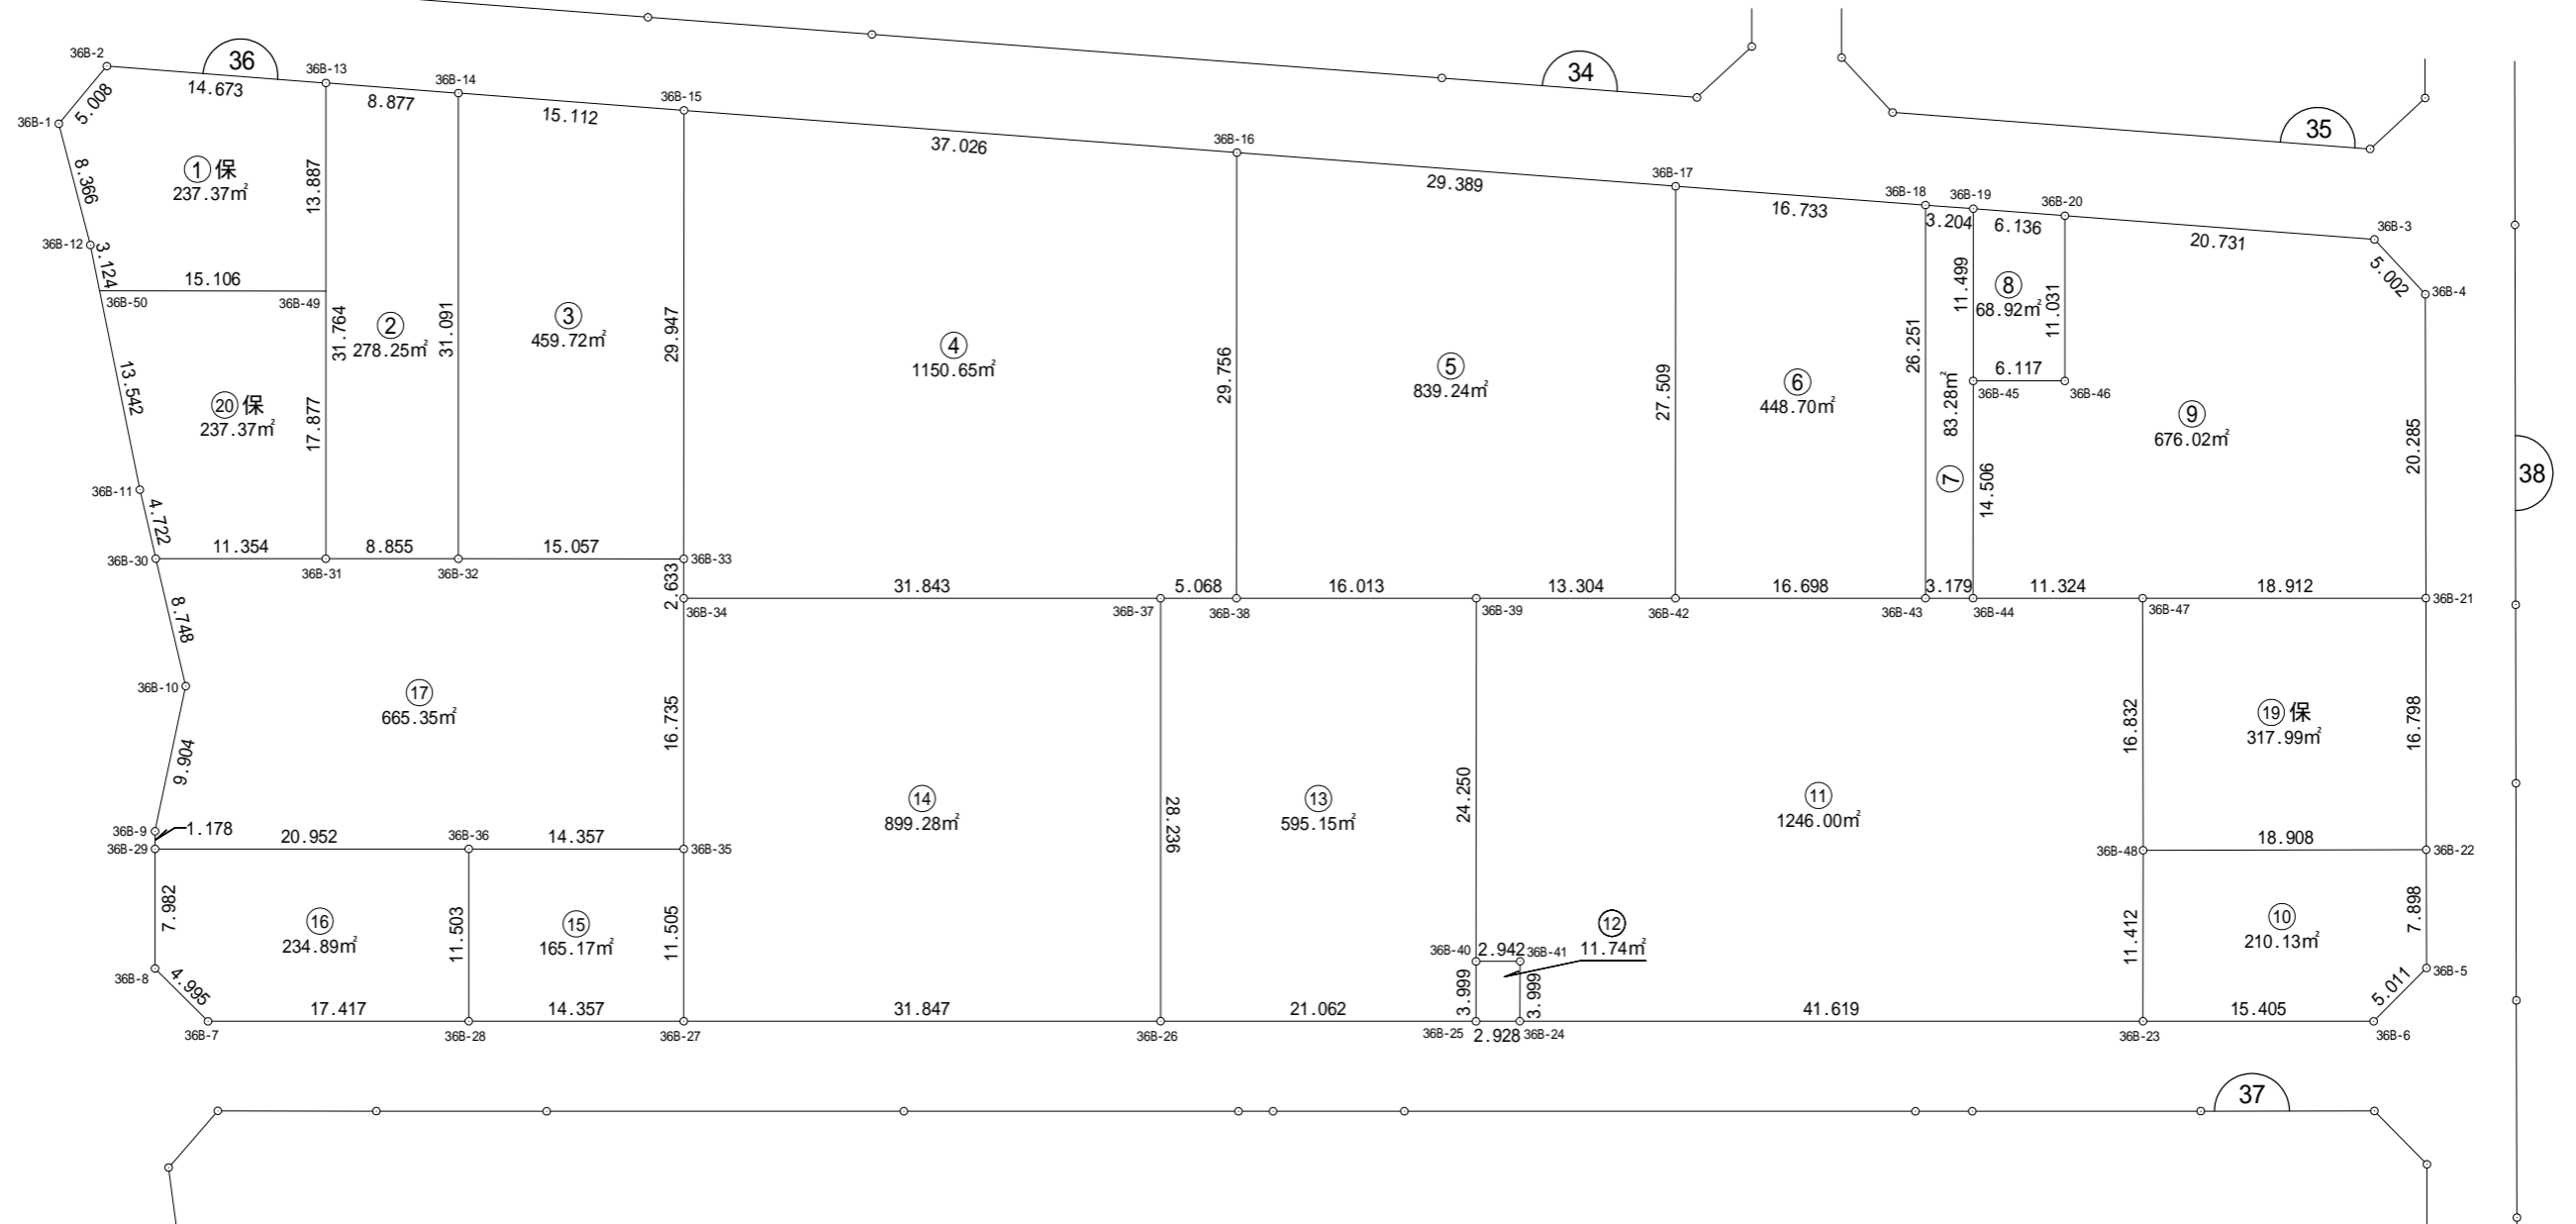 36B-2
36
36B-13
36B-14
36B-15
36B-16
36B-17
36B-18
36B-19
36B-20
36B-3
36B-4
34
35
38
36B-1
5.008
14.673
8.877
15.112
37.026
29.389
16.733
3.204
6.136
20.731
5.002
8.366
①保
237.37㎡
13.887
36B-12
3.124
15.106
36B-50
36B-49
31.764
②
278.25㎡
31.091
③
459.72㎡
29.947
④
1150.65㎡
29.756
⑤
839.24㎡
27.509
⑥
448.70㎡
26.251
11.499
⑧
68.92㎡
11.031
6.117
36B-45
36B-46
83.28㎡
⑦
14.506
⑨
676.02㎡
20.285
13.542
⑳保
237.37㎡
17.877
36B-11
4.722
11.354
8.855
15.057
36B-30
36B-31
36B-32
36B-33
2.633
36B-34
31.843
36B-37
5.068
36B-38
16.013
36B-39
13.304
36B-42
16.698
36B-43
3.179
36B-44
11.324
36B-47
18.912
36B-21
8.748
36B-10
⑰
665.35㎡
16.735
9.904
⑭
899.28㎡
28.236
⑬
595.15㎡
24.250
⑪
1246.00㎡
16.832
⑲保
317.99㎡
16.798
36B-9
1.178
36B-29
20.952
36B-36
14.357
36B-35
36B-48
18.908
36B-22
7.982
⑯
234.89㎡
11.503
⑮
165.17㎡
11.505
36B-40
2.942
36B-41
⑫
11.74㎡
3.999
3.999
11.412
⑩
210.13㎡
7.898
36B-8
4.995
36B-5
5.011
17.417
14.357
31.847
21.062
41.619
15.405
36B-7
36B-28
36B-27
36B-26
36B-25
2.928
36B-24
36B-23
36B-6
37